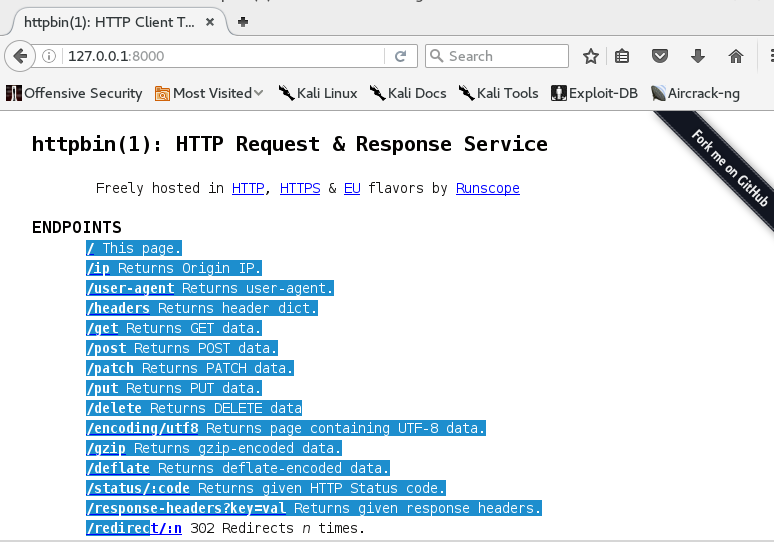 httpbin(1): HTTP Client T...
127.0.0.1:8000
Search
Offensive Security Most Visited Kali Linux Kali Docs Kali Tools Exploit-DB Aircrack-ng
Fork me on GitHub
httpbin(1): HTTP Request & Response Service
Freely hosted in HTTP, HTTPS & EU flavors by Runscope
ENDPOINTS
/ This page.
/ip Returns Origin IP.
/user-agent Returns user-agent.
/headers Returns header dict.
/get Returns GET data.
/post Returns POST data.
/patch Returns PATCH data.
/put Returns PUT data.
/delete Returns DELETE data
/encoding/utf8 Returns page containing UTF-8 data.
/gzip Returns gzip-encoded data.
/deflate Returns deflate-encoded data.
/status/:code Returns given HTTP Status code.
/response-headers?key=val Returns given response headers.
/redirect/:n 302 Redirects n times.